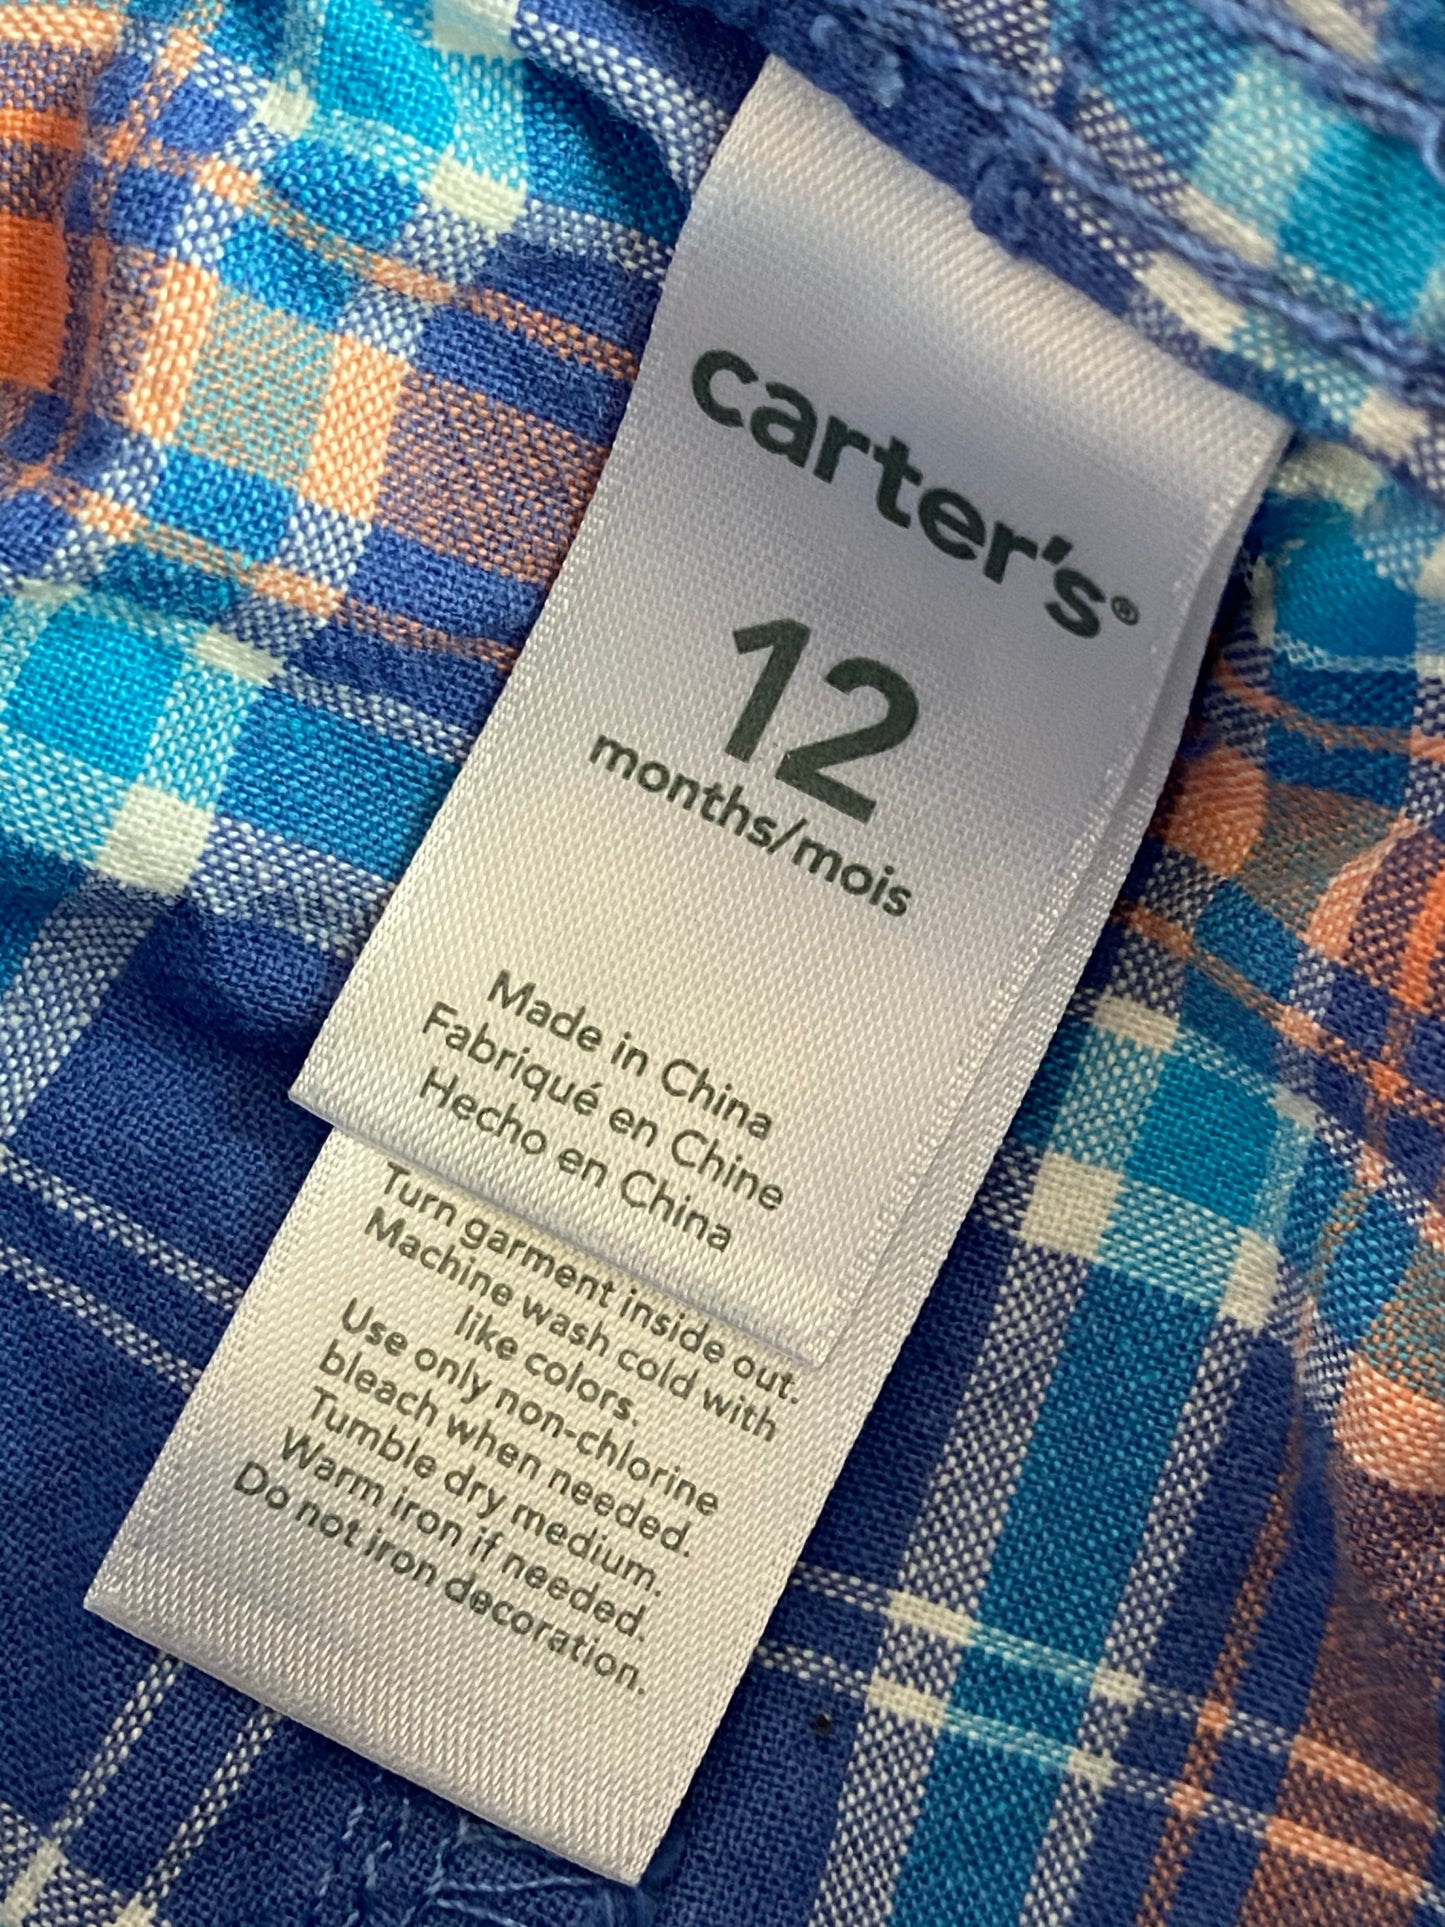 carter's®
12
months/mois
Made in China
Fabriqué en Chine
Hecho en China
Turn garment inside out.
Machine wash cold with
like colors.
Use only non-chlorine
bleach when needed.
Tumble dry medium.
Warm iron if needed.
Do not iron decoration.